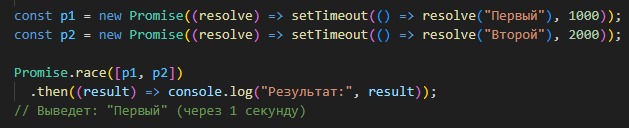 const p1 = new Promise((resolve) => setTimeout(() => resolve("Первый"), 1000));
const p2 = new Promise((resolve) => setTimeout(() => resolve("Второй"), 2000));

Promise.race([p1, p2])
  .then((result) => console.log("Результат:", result));
// Выведет: "Первый" (через 1 секунду)